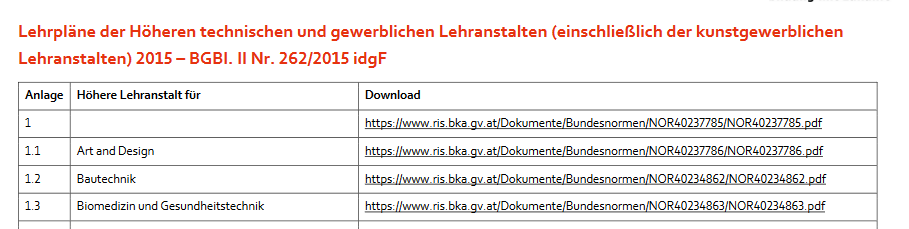 Lehrpläne der Höheren technischen und gewerblichen Lehranstalten (einschließlich der kunstgewerblichen
Lehranstalten) 2015 – BGBl. II Nr. 262/2015 idgF
Anlage Höhere Lehranstalt für Download
1 https://www.ris.bka.gv.at/Dokumente/Bundesnormen/NOR40237785/NOR40237785.pdf
1.1 Art and Design https://www.ris.bka.gv.at/Dokumente/Bundesnormen/NOR40237786/NOR40237786.pdf
1.2 Bautechnik https://www.ris.bka.gv.at/Dokumente/Bundesnormen/NOR40234862/NOR40234862.pdf
1.3 Biomedizin und Gesundheitstechnik https://www.ris.bka.gv.at/Dokumente/Bundesnormen/NOR40234863/NOR40234863.pdf